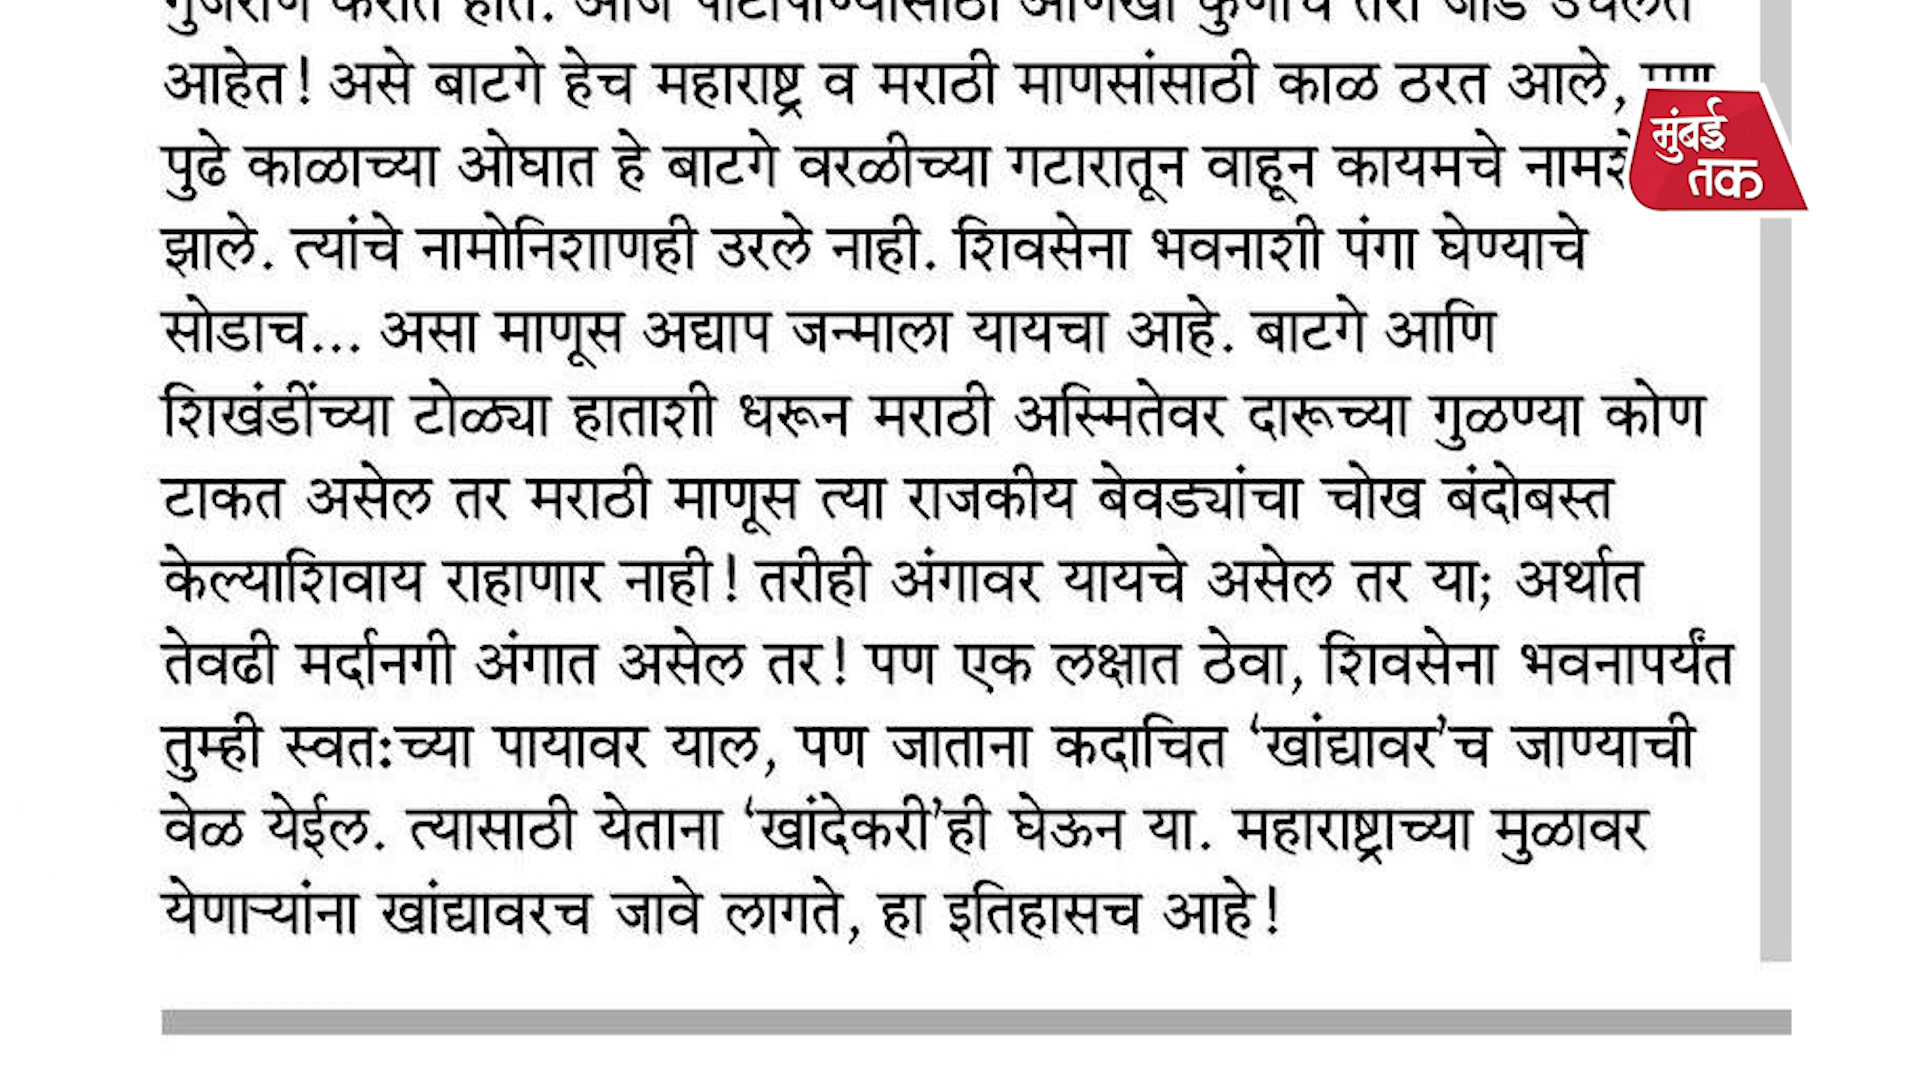 आहेत! असे बाटगे हेच महाराष्ट्र व मराठी माणसांसाठी काळ ठरत आले,
पुढे काळाच्या ओघात हे बाटगे वरळीच्या गटारातून वाहून कायमचे
झाले. त्यांचे नामोनिशाणही उरले नाही. शिवसेना भवनाशी पंगा घेण्याचे
सोडाच... असा माणूस अद्याप जन्माला यायचा आहे. बाटगे आणि
शिखंडींच्या टोळ्या हाताशी धरून मराठी अस्मितेवर दारूच्या गुळण्या कोण
टाकत असेल तर मराठी माणूस त्या राजकीय बेवड्यांचा चोख बंदोबस्त
केल्याशिवाय राहाणार नाही! तरीही अंगावर यायचे असेल तर या; अर्थात
तेवढी मर्दानगी अंगात असेल तर! पण एक लक्षात ठेवा, शिवसेना भवनापर्यंत
तुम्ही स्वतःच्या पायावर याल, पण जाताना कदाचित ‘खांद्यावर’च जाण्याची
वेळ येईल. त्यासाठी येताना ‘खांदेकरी’ही घेऊन या. महाराष्ट्राच्या मुळावर
येणाऱ्यांना खांद्यावरच जावे लागते, हा इतिहासच आहे!
मुंबई
तक